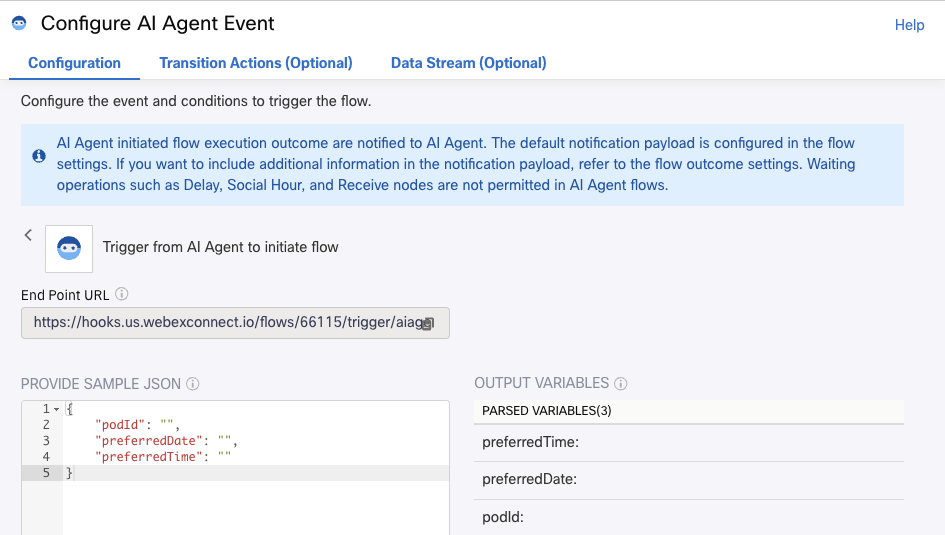 Configure AI Agent Event
Help
Configuration
Transition Actions (Optional)
Data Stream (Optional)
Configure the event and conditions to trigger the flow.
AI Agent initiated flow execution outcome are notified to AI Agent. The default notification payload is configured in the flow
settings. If you want to include additional information in the notification payload, refer to the flow outcome settings. Waiting
operations such as Delay, Social Hour, and Receive nodes are not permitted in AI Agent flows.
Trigger from AI Agent to initiate flow
End Point URL
https://hooks.us.webexconnect.io/flows/66115/trigger/aiag
PROVIDE SAMPLE JSON
1 {
2 "podId": "",
3 "preferredDate": "",
4 "preferredTime": ""
5 }
OUTPUT VARIABLES
PARSED VARIABLES(3)
preferredTime:
preferredDate:
podId: